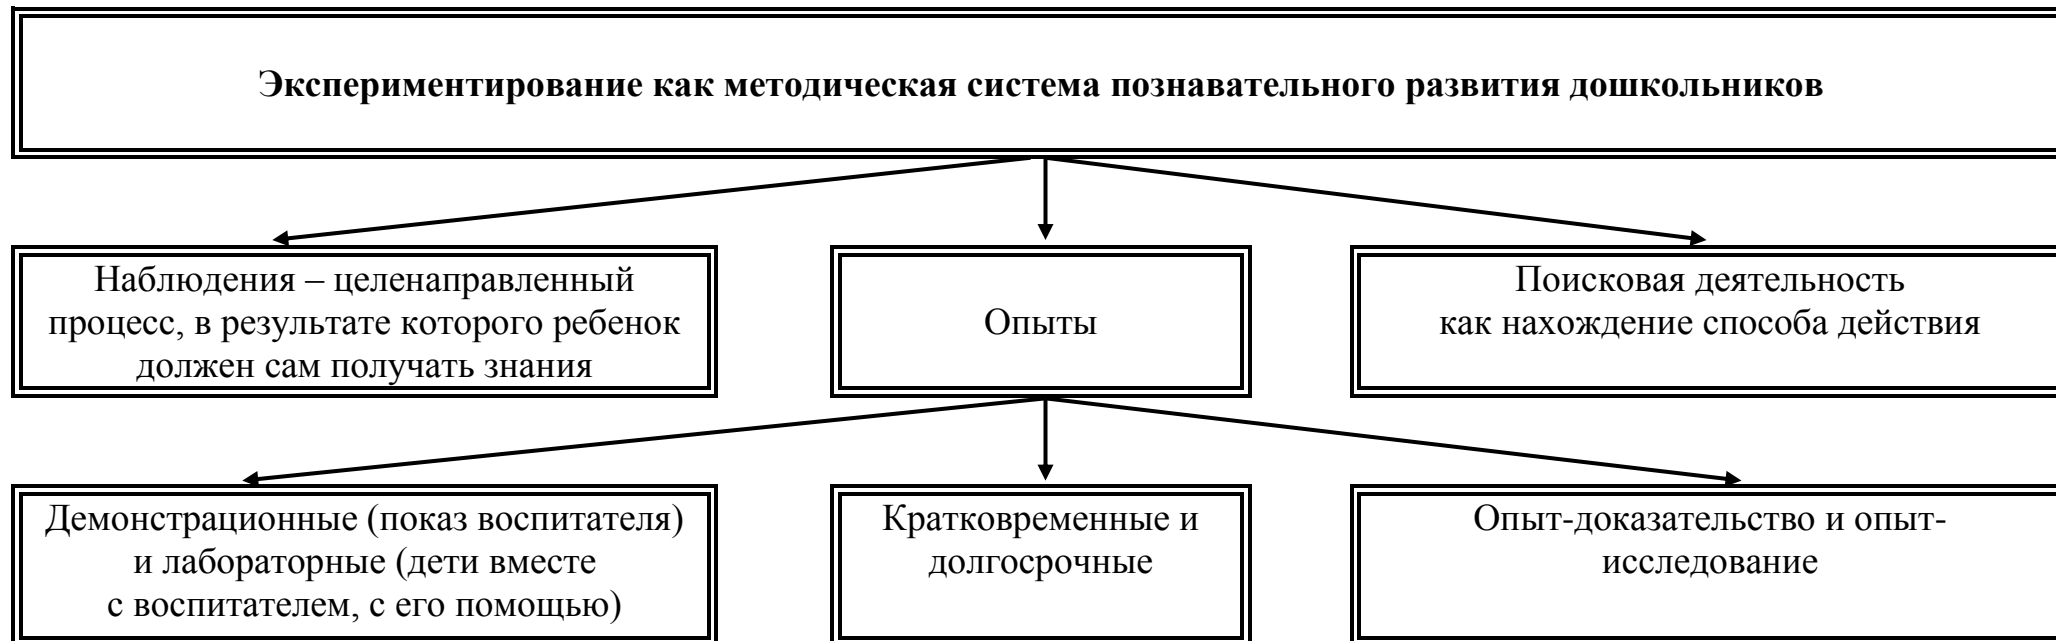 Экспериментирование как методическая система познавательного развития дошкольников
Наблюдения – целенаправленный
процесс, в результате которого ребенок
должен сам получать знания
Опыты
Поисковая деятельность
как нахождение способа действия
Демонстрационные (показ воспитателя)
и лабораторные (дети вместе
с воспитателем, с его помощью)
Кратковременные и
долгосрочные
Опыт-доказательство и опыт-
исследование